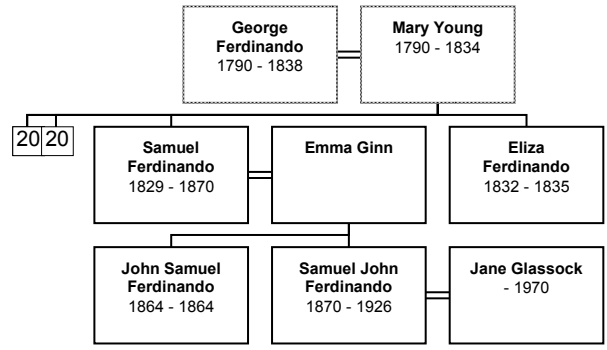 George
Ferdinando
1790 - 1838
Mary Young
1790 - 1834
20 20
Samuel
Ferdinando
1829 - 1870
Emma Ginn
Eliza
Ferdinando
1832 - 1835
John Samuel
Ferdinando
1864 - 1864
Samuel John
Ferdinando
1870 - 1926
Jane Glassock
- 1970